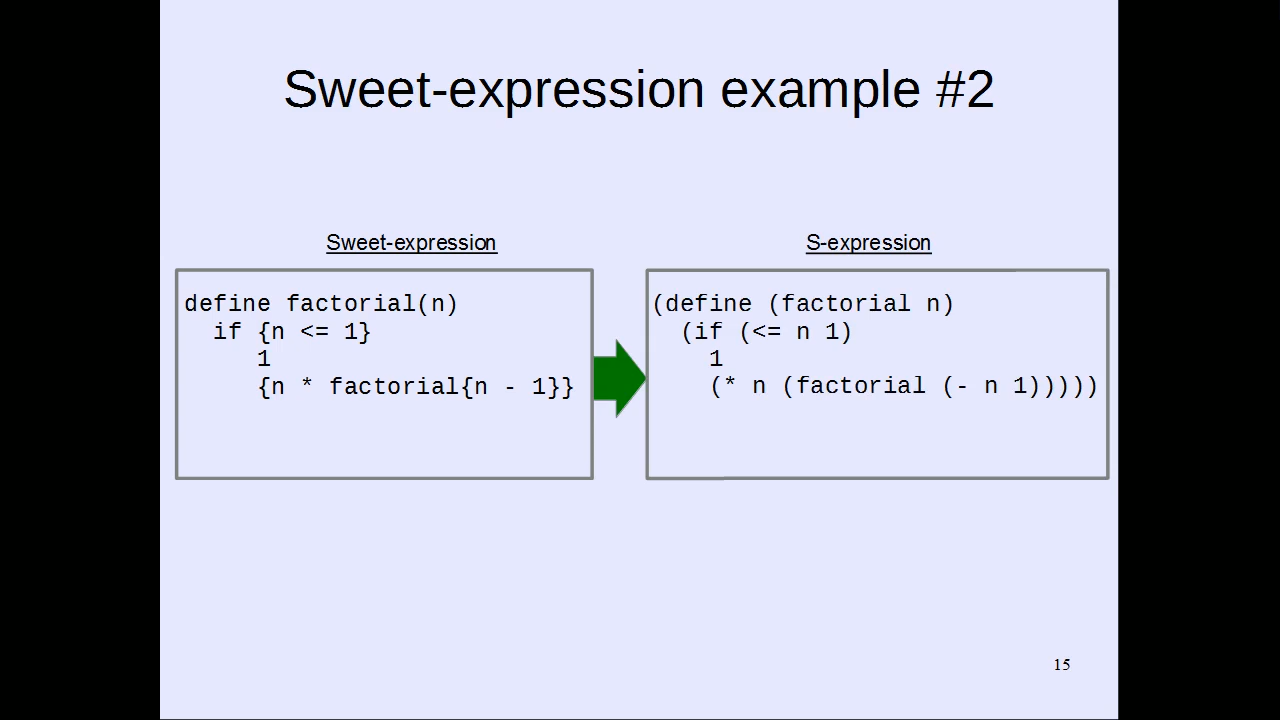 Sweet-expression example #2
Sweet-expression
define factorial(n)
  if {n <= 1}
     1
     {n * factorial{n - 1}}
S-expression
(define (factorial n)
  (if (<= n 1)
    1
    (* n (factorial (- n 1)))))
15